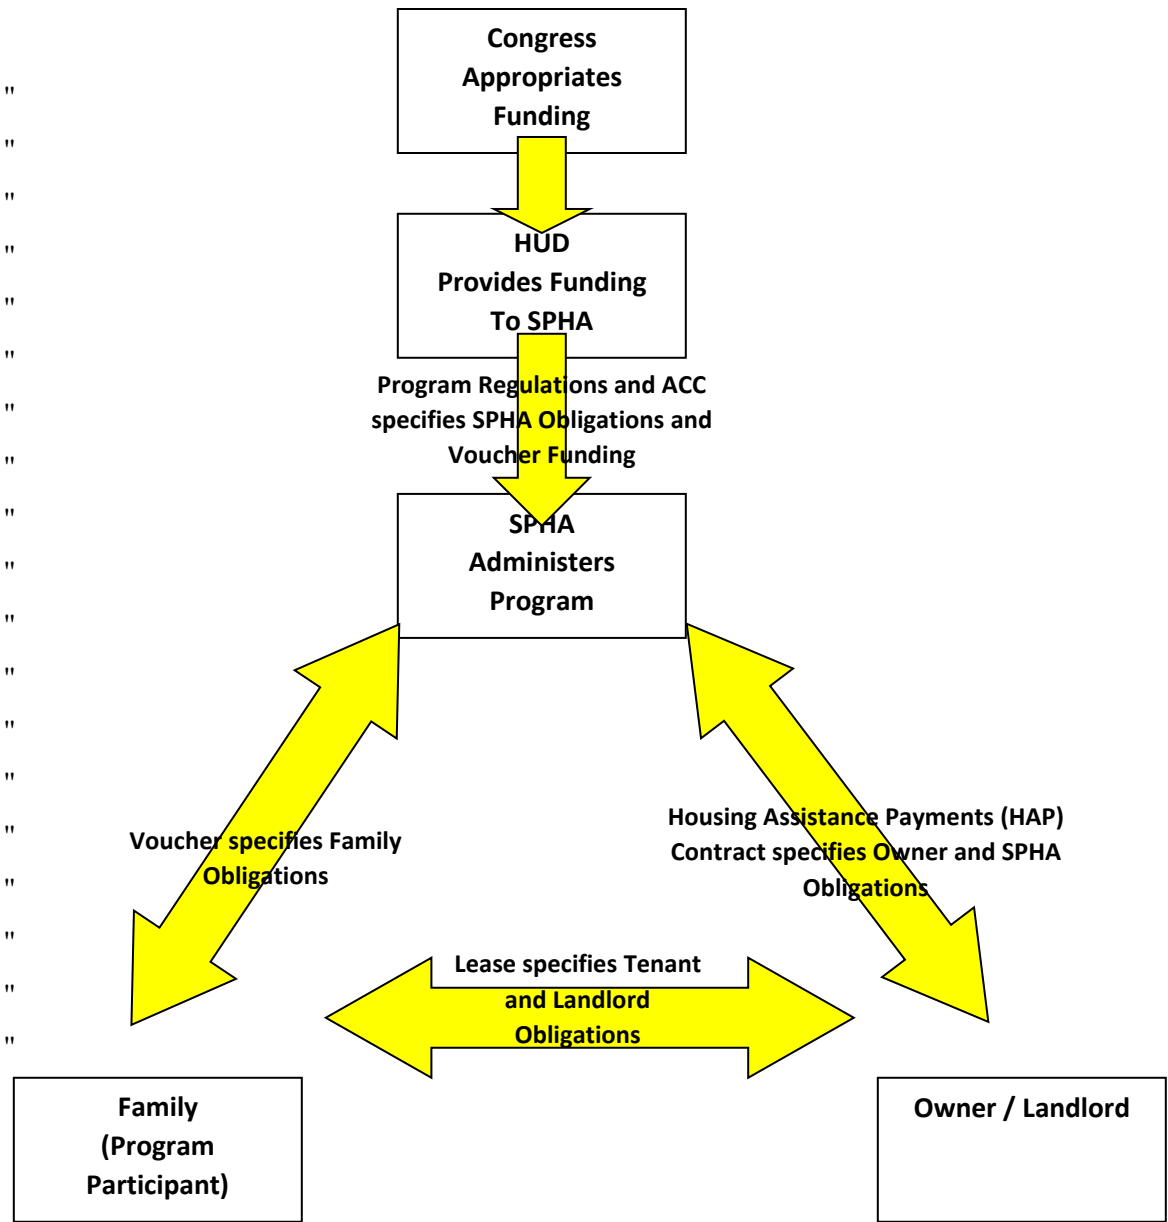 Congress
Appropriates
Funding
"
"
"
HUD
Provides Funding
To SPHA
"
"
"
Program Regulations and ACC
specifies SPHA Obligations and
Voucher Funding
"
"
SPHA
Administers
Program
"
"
"
"
"
"
"
Voucher specifies Family
Obligations
Housing Assistance Payments (HAP)
Contract specifies Owner and SPHA
Obligations
"
"
Lease specifies Tenant
and Landlord
Obligations
"
"
Family
(Program
Participant)
Owner / Landlord